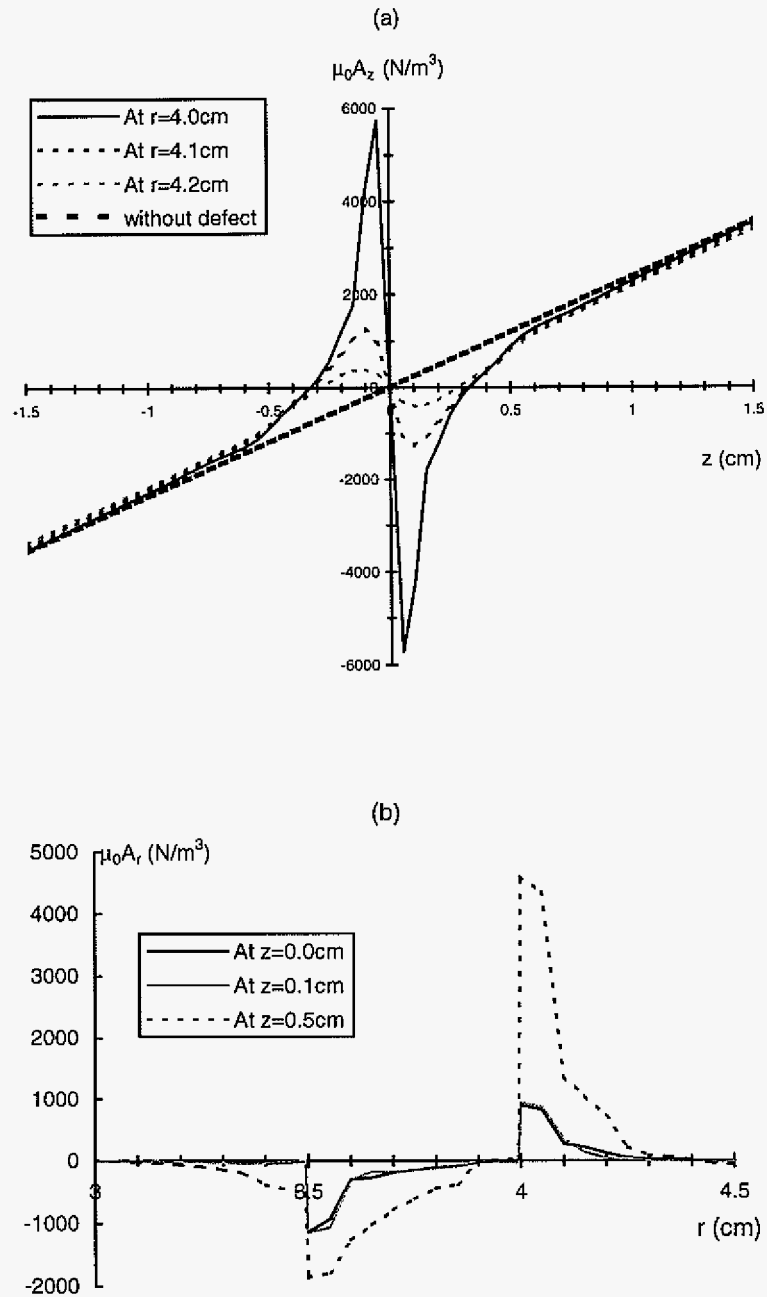 (a)
μ₀A_z (N/m³)
At r=4.0cm
At r=4.1cm
At r=4.2cm
without defect
6000
4000
2000
0
-1.5
-1
-0.5
0.5
1
1.5
z (cm)
-2000
-4000
-6000
(b)
μ₀A_r (N/m³)
At z=0.0cm
At z=0.1cm
At z=0.5cm
5000
4000
3000
2000
1000
0
3
3.5
4
4.5
r (cm)
-1000
-2000